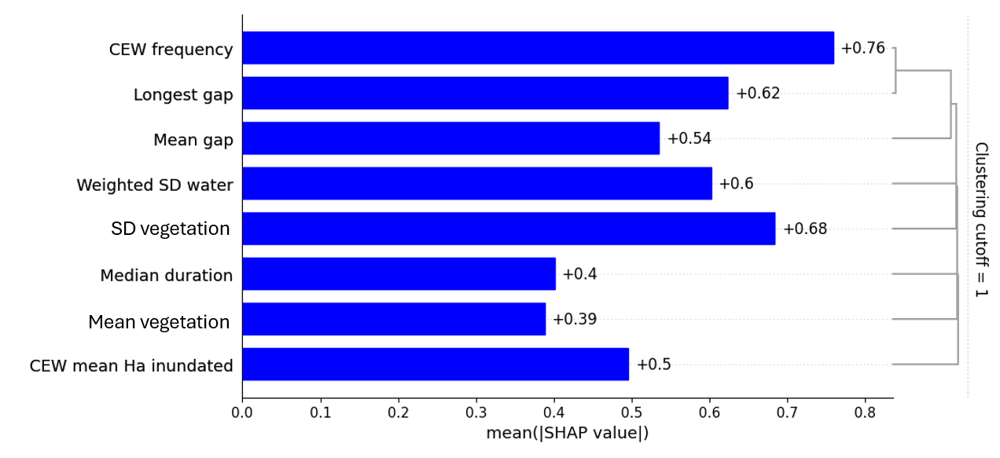 CEW frequency +0.76
Longest gap +0.62
Mean gap +0.54
Weighted SD water +0.6
SD vegetation +0.68
Median duration +0.4
Mean vegetation +0.39
CEW mean Ha inundated +0.5
0.0 0.1 0.2 0.3 0.4 0.5 0.6 0.7 0.8
mean(|SHAP value|)
Clustering cutoff = 1